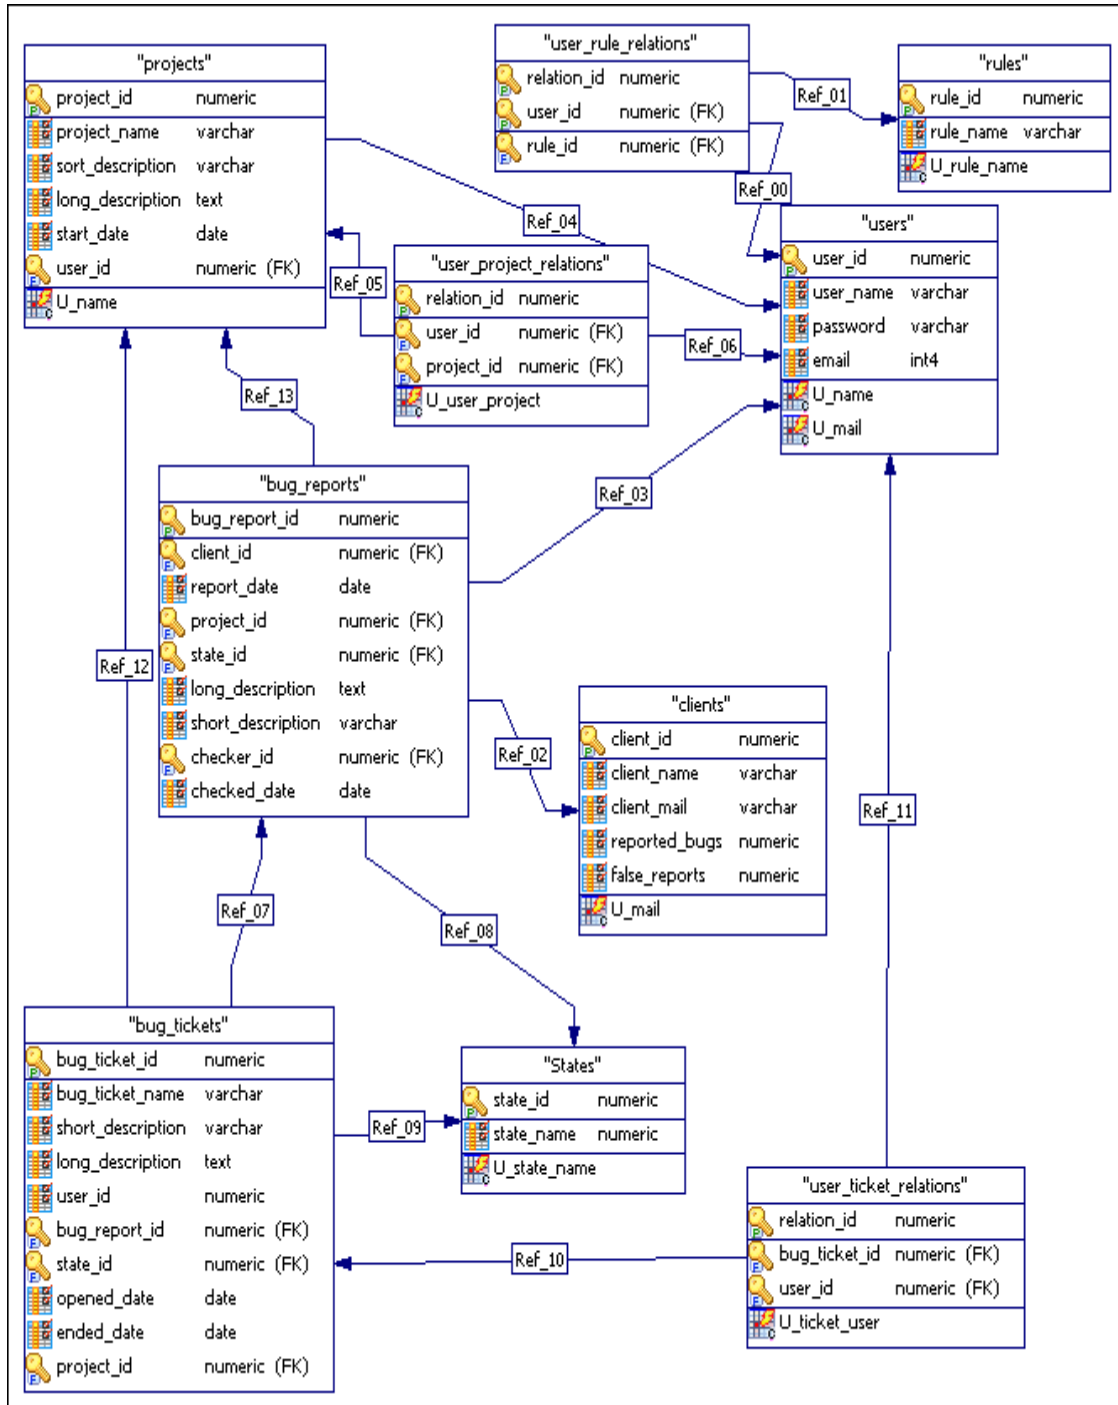 "projects"
project_id numeric
project_name varchar
sort_description varchar
long_description text
start_date date
user_id numeric (FK)
U_name
"user_rule_relations"
relation_id numeric
user_id numeric (FK)
rule_id numeric (FK)
Ref_01
"rules"
rule_id numeric
rule_name varchar
U_rule_name
Ref_00
Ref_04
"users"
user_id numeric
user_name varchar
password varchar
email int4
U_name
U_mail
Ref_05
"user_project_relations"
relation_id numeric
user_id numeric (FK)
project_id numeric (FK)
U_user_project
Ref_06
Ref_13
Ref_03
"bug_reports"
bug_report_id numeric
client_id numeric (FK)
report_date date
project_id numeric (FK)
state_id numeric (FK)
long_description text
short_description varchar
checker_id numeric (FK)
checked_date date
Ref_12
Ref_02
"clients"
client_id numeric
client_name varchar
client_mail varchar
reported_bugs numeric
false_reports numeric
U_mail
Ref_11
Ref_07
Ref_08
"bug_tickets"
bug_ticket_id numeric
bug_ticket_name varchar
short_description varchar
long_description text
user_id numeric
bug_report_id numeric (FK)
state_id numeric (FK)
opened_date date
ended_date date
project_id numeric (FK)
Ref_09
"States"
state_id numeric
state_name numeric
U_state_name
Ref_10
"user_ticket_relations"
relation_id numeric
bug_ticket_id numeric (FK)
user_id numeric (FK)
U_ticket_user